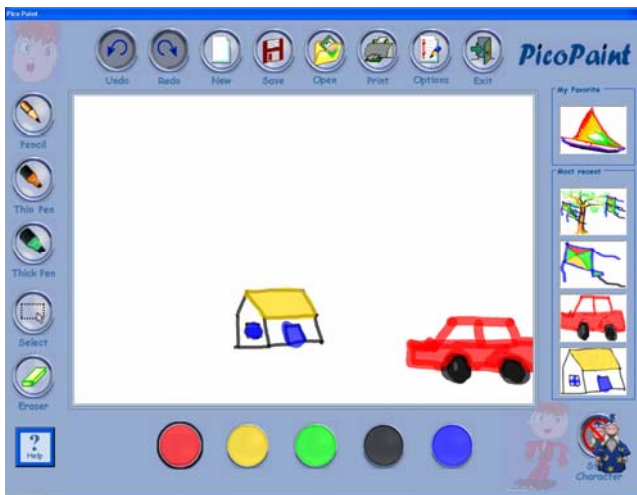 Pico Paint
Undo Redo New Save Open Print Options Exit
PicoPaint
My Favorite
Most recent
Pencil
Thin Pen
Thick Pen
Select
Eraser
?
Help
Character